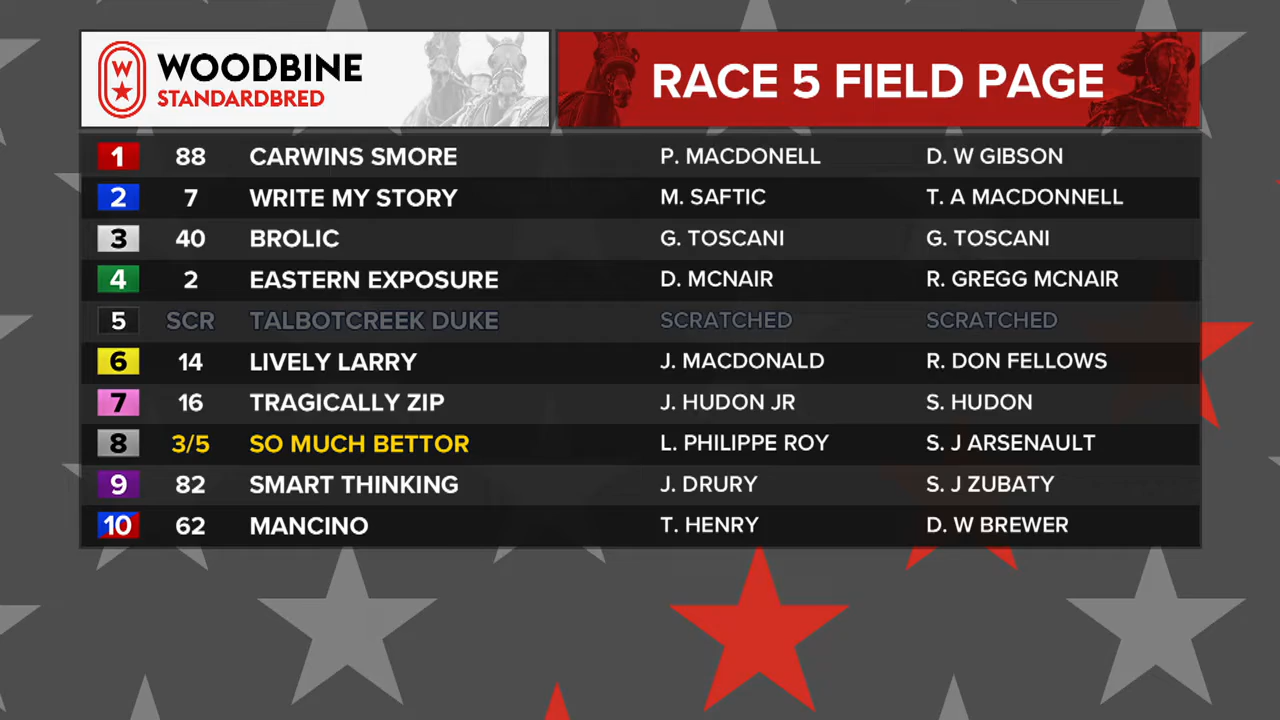 W
WOODBINE
STANDARDBRED
RACE 5 FIELD PAGE
1 88 CARWINS SMORE P. MACDONELL D. W GIBSON
2 7 WRITE MY STORY M. SAFTIC T. A MACDONNELL
3 40 BROLIC G. TOSCANI G. TOSCANI
4 2 EASTERN EXPOSURE D. MCNAIR R. GREGG MCNAIR
5 SCR TALBOTCREEK DUKE SCRATCHED SCRATCHED
6 14 LIVELY LARRY J. MACDONALD R. DON FELLOWS
7 16 TRAGICALLY ZIP J. HUDON JR S. HUDON
8 3/5 SO MUCH BETTOR L. PHILIPPE ROY S. J ARSENAULT
9 82 SMART THINKING J. DRURY S. J ZUBATY
10 62 MANCINO T. HENRY D. W BREWER